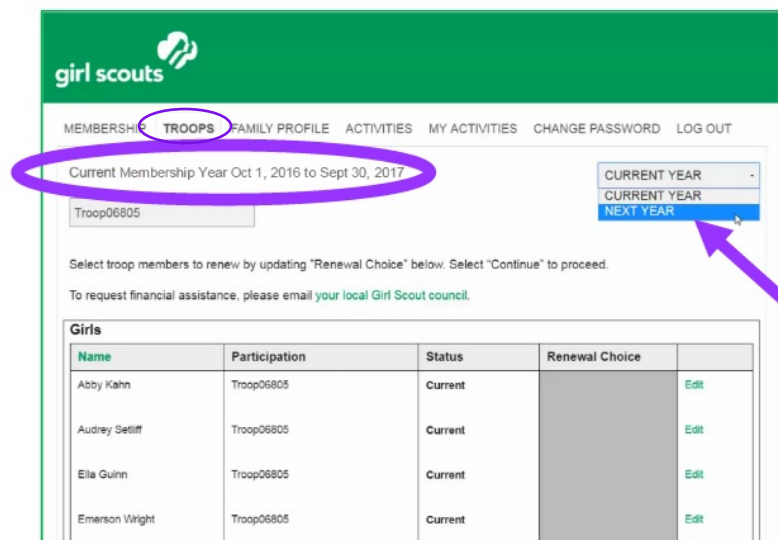 girl scouts
MEMBERSHIP TROOPS FAMILY PROFILE ACTIVITIES MY ACTIVITIES CHANGE PASSWORD LOG OUT
Current Membership Year Oct 1, 2016 to Sept 30, 2017
CURRENT YEAR
CURRENT YEAR
NEXT YEAR
Troop06805
Select troop members to renew by updating "Renewal Choice" below. Select "Continue" to proceed.
To request financial assistance, please email your local Girl Scout council.
Girls
Name Participation Status Renewal Choice
Abby Kahn Troop06805 Current Edit
Audrey Setliff Troop06805 Current Edit
Ella Guinn Troop06805 Current Edit
Emerson Wright Troop06805 Current Edit